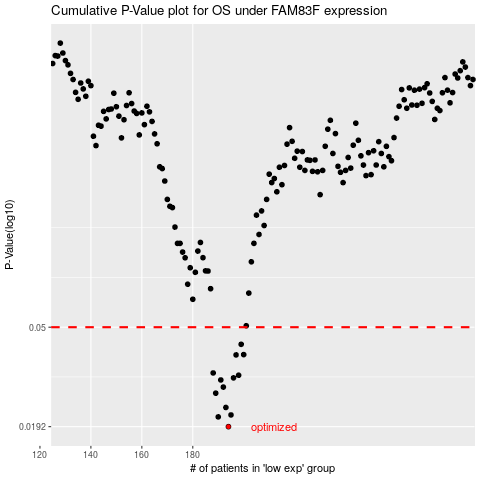 Cumulative P-Value plot for OS under FAM83F expression
P-Value(log10)
0.05
0.0192
optimized
120 140 160 180
# of patients in 'low exp' group